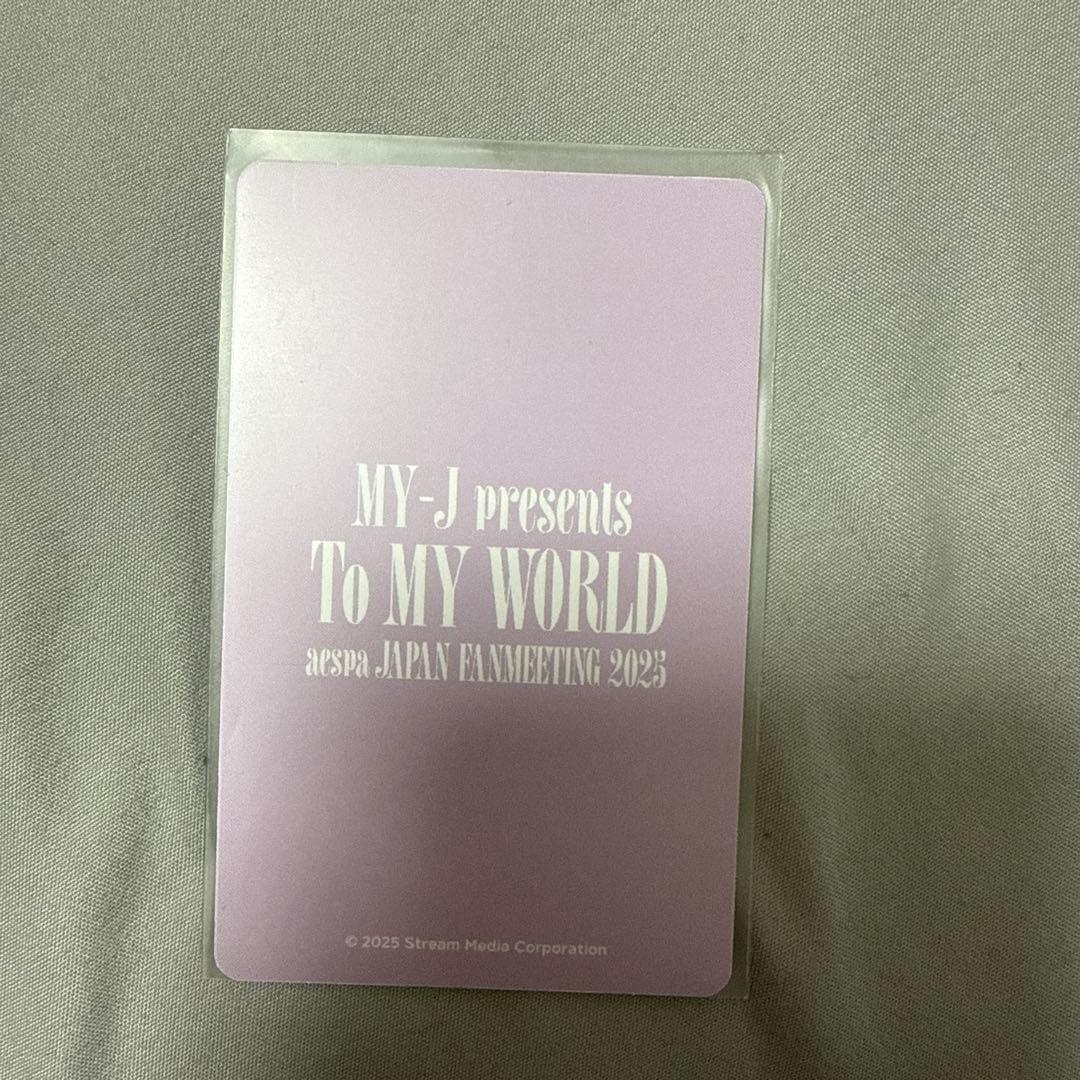 MY-J presents
To MY WORLD
aespa JAPAN FANMEETING 2025
© 2025 Stream Media Corporation